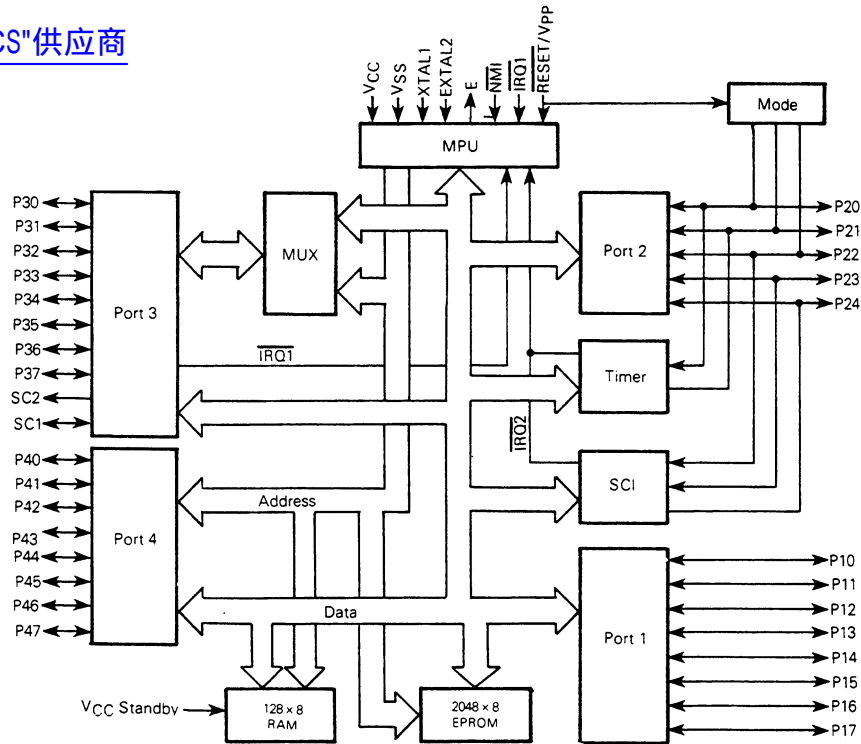 CS"供应商
VCC
VSS
XTAL1
EXTAL2
E
NMI
IRQ1
RESET/VPP
Mode
MPU
P30
P31
P32
P33
P34
P35
P36
P37
SC2
SC1
Port 3
MUX
IRQ1
Port 2
P20
P21
P22
P23
P24
Timer
IRQ2
SCI
P40
P41
P42
P43
P44
P45
P46
P47
Port 4
Address
Data
Port 1
P10
P11
P12
P13
P14
P15
P16
P17
VCC Standby
128 × 8
RAM
2048 × 8
EPROM